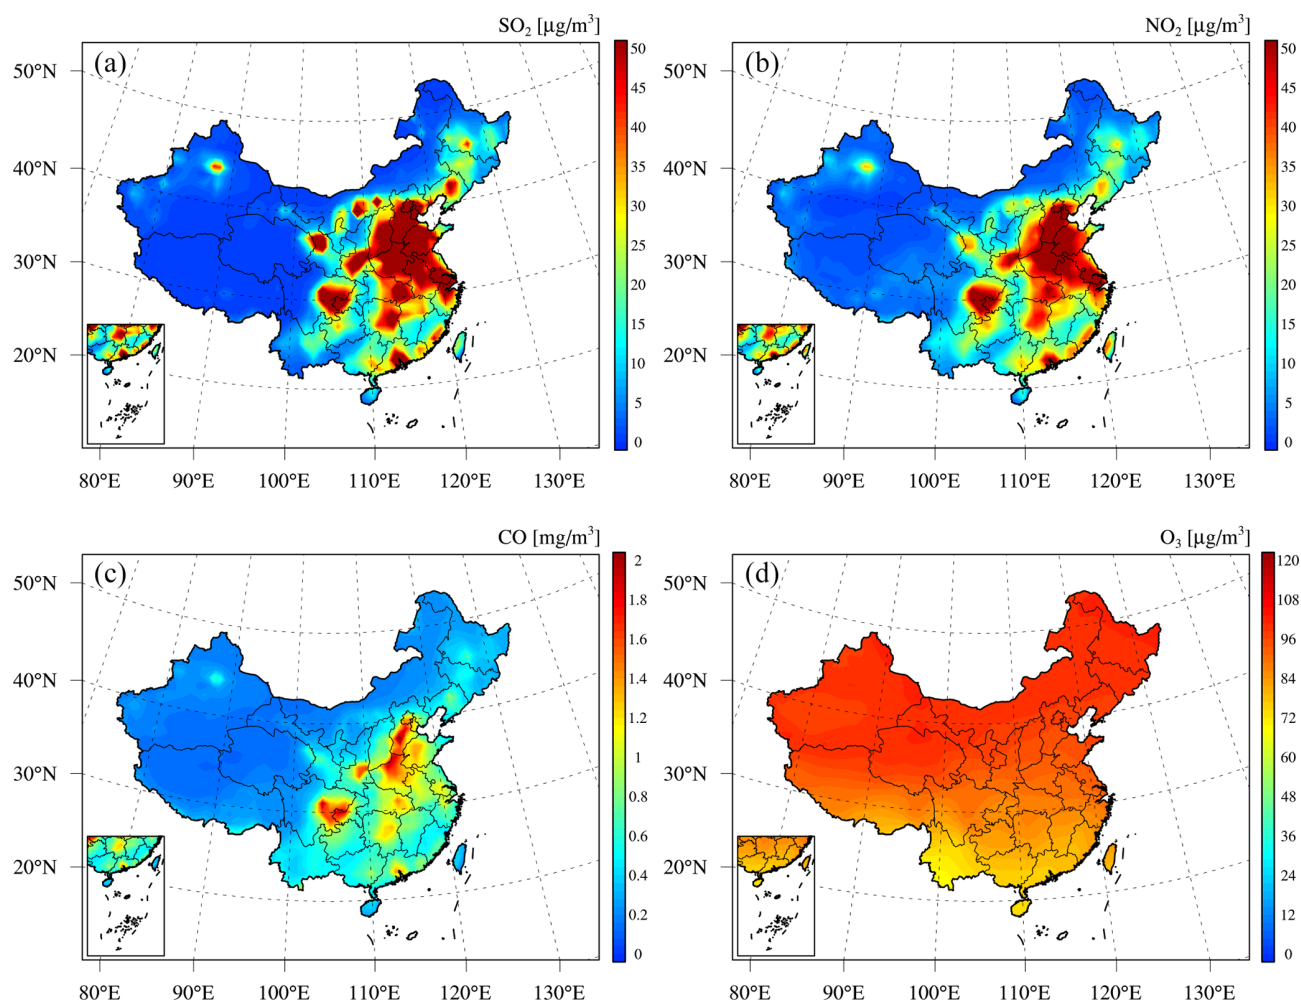 SO₂ [μg/m³]
(a)
50°N
40°N
30°N
20°N
80°E 90°E 100°E 110°E 120°E 130°E
50
45
40
35
30
25
20
15
10
5
0
NO₂ [μg/m³]
(b)
50°N
40°N
30°N
20°N
80°E 90°E 100°E 110°E 120°E 130°E
50
45
40
35
30
25
20
15
10
5
0
CO [mg/m³]
(c)
50°N
40°N
30°N
20°N
80°E 90°E 100°E 110°E 120°E 130°E
2
1.8
1.6
1.4
1.2
1
0.8
0.6
0.4
0.2
0
O₃ [μg/m³]
(d)
50°N
40°N
30°N
20°N
80°E 90°E 100°E 110°E 120°E 130°E
120
108
96
84
72
60
48
36
24
12
0